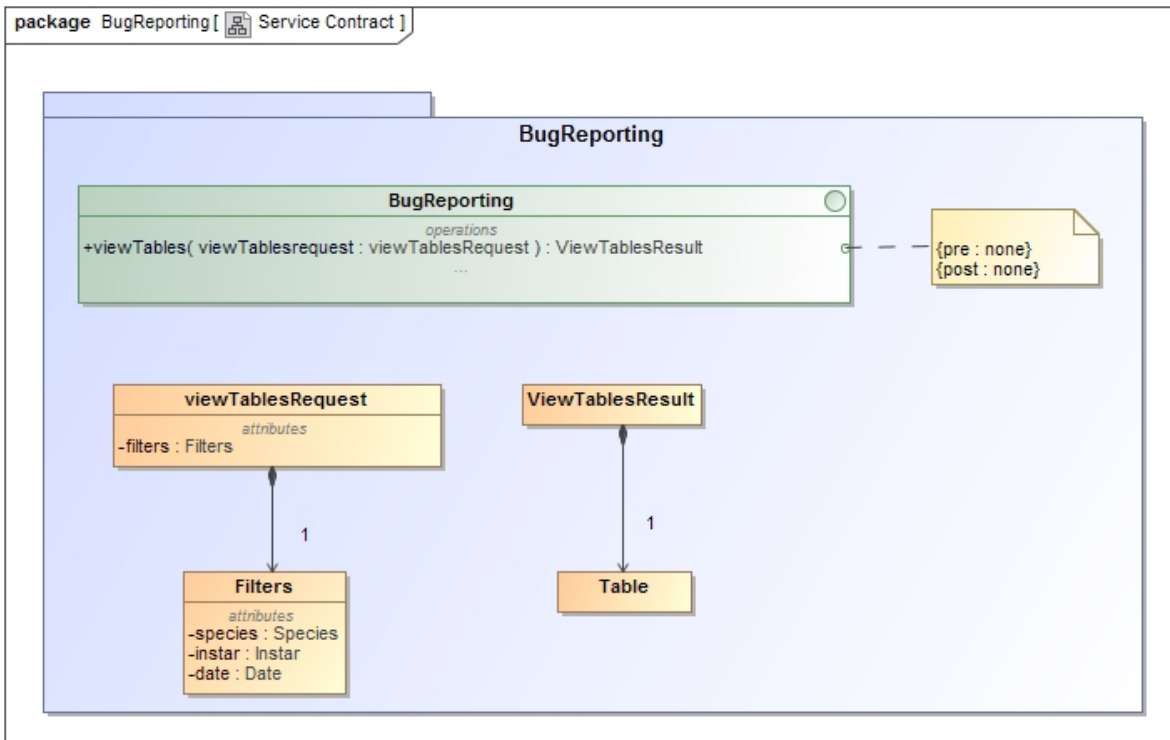 package BugReporting[ Service Contract ]
BugReporting
BugReporting
operations
+viewTables( viewTablesrequest : viewTablesRequest ) : ViewTablesResult
...
{pre : none}
{post : none}
viewTablesRequest
attributes
-filters : Filters
ViewTablesResult
1
1
Filters
attributes
-species : Species
-instar : Instar
-date : Date
Table